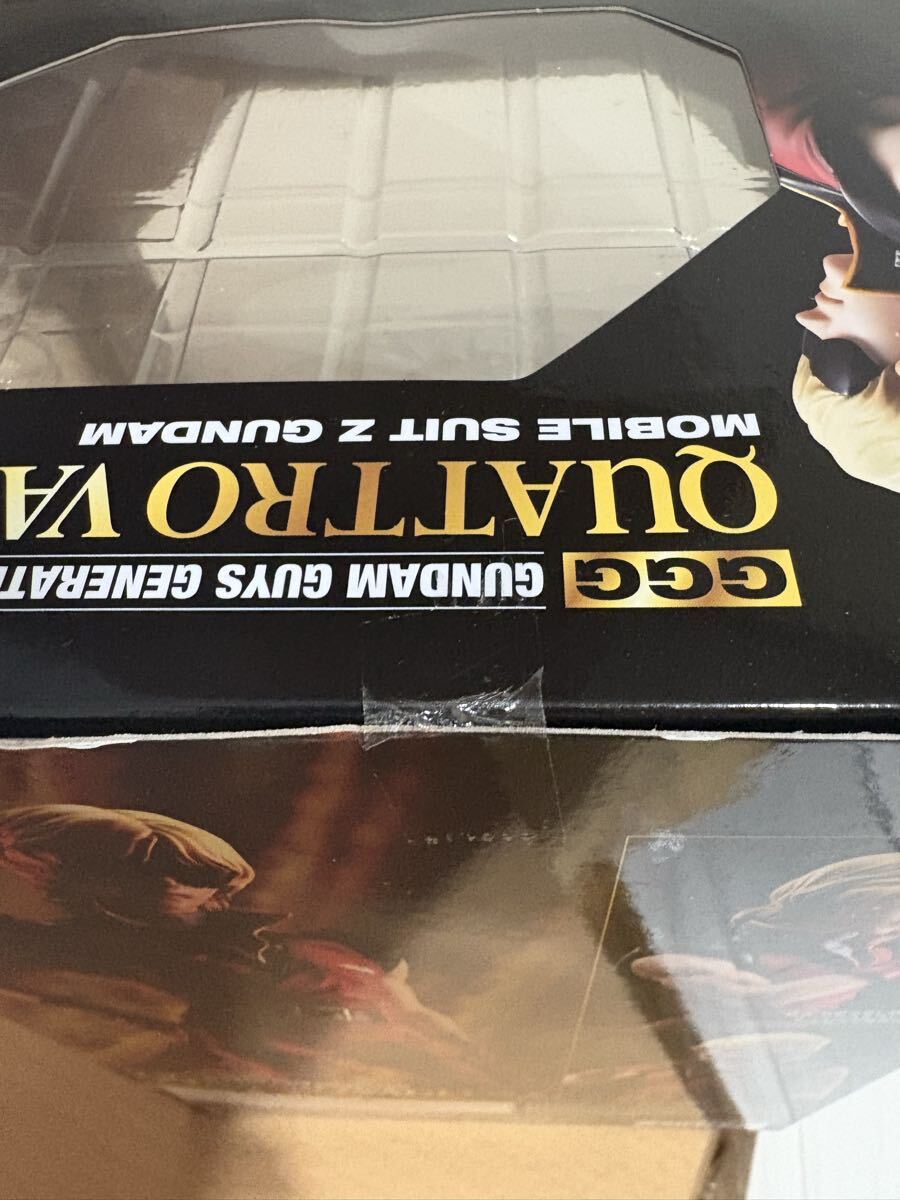 GGG GUNDAM GUYS GENERATI
QUATTRO VA
MOBILE SUIT Z GUNDAM